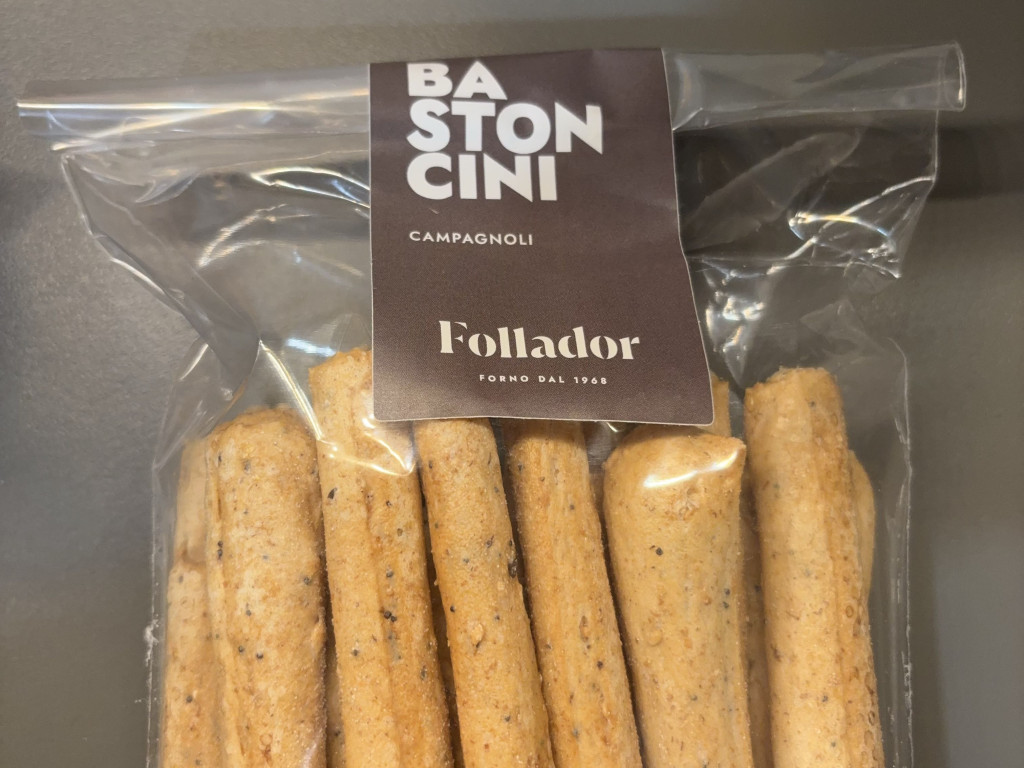 BA
STON
CINI
CAMPAGNOLI
Follador
FORNO DAL 1968